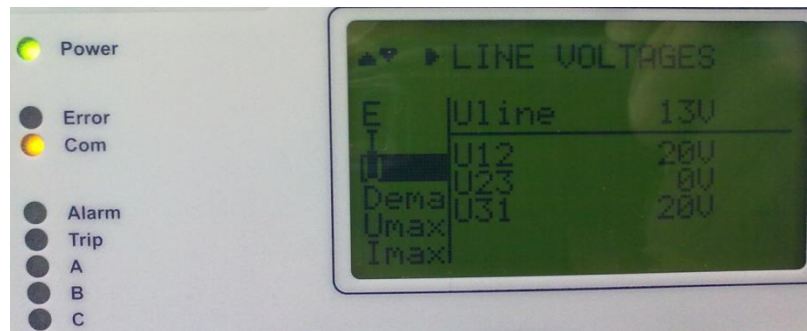 Power
Error
Com
Alarm
Trip
A
B
C
LINE VOLTAGES
E
I
U
Dema
Umax
Imax
Uline 13V
U12 20V
U23 0V
U31 20V